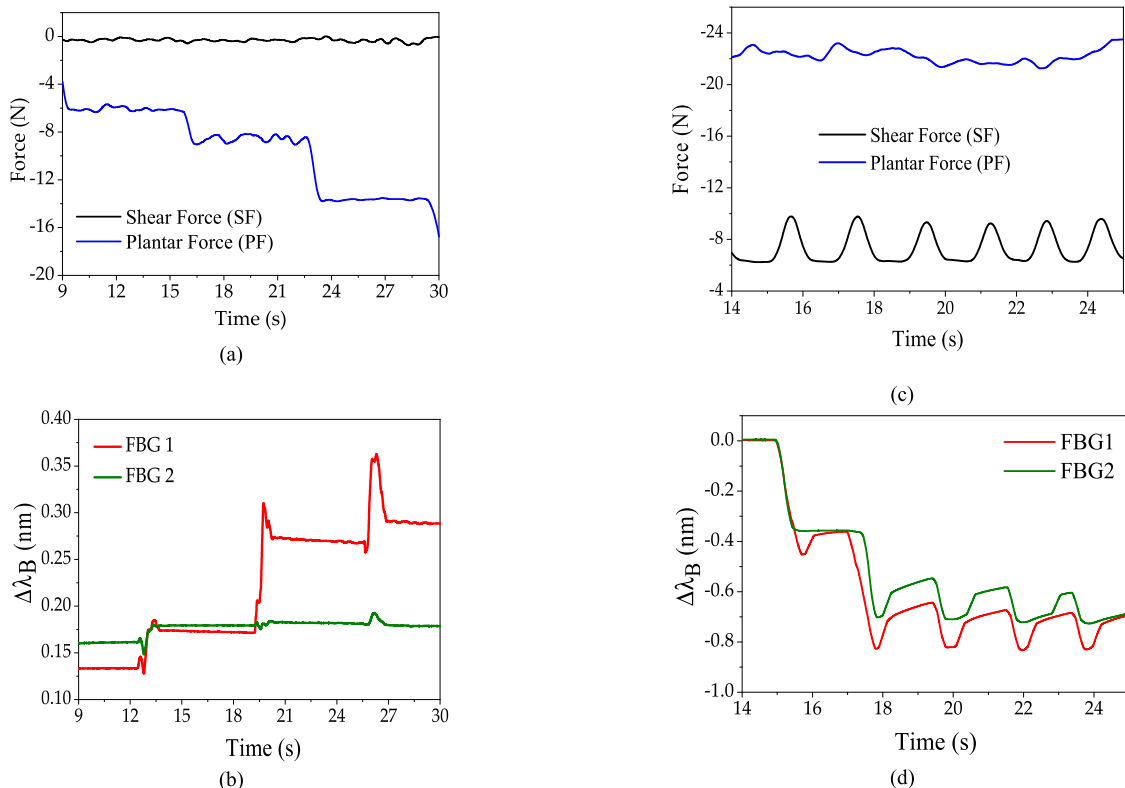 0
-4
-8
-12
-16
-20
Force (N)
Shear Force (SF)
Plantar Force (PF)
9 12 15 18 21 24 27 30
Time (s)
(a)
-24
-20
-16
-12
-8
-4
Force (N)
Shear Force (SF)
Plantar Force (PF)
14 16 18 20 22 24
Time (s)
(c)
0.40
0.35
0.30
0.25
0.20
0.15
0.10
ΔλB (nm)
FBG 1
FBG 2
9 12 15 18 21 24 27 30
Time (s)
(b)
0.0
-0.2
-0.4
-0.6
-0.8
-1.0
ΔλB (nm)
FBG1
FBG2
14 16 18 20 22 24
Time (s)
(d)